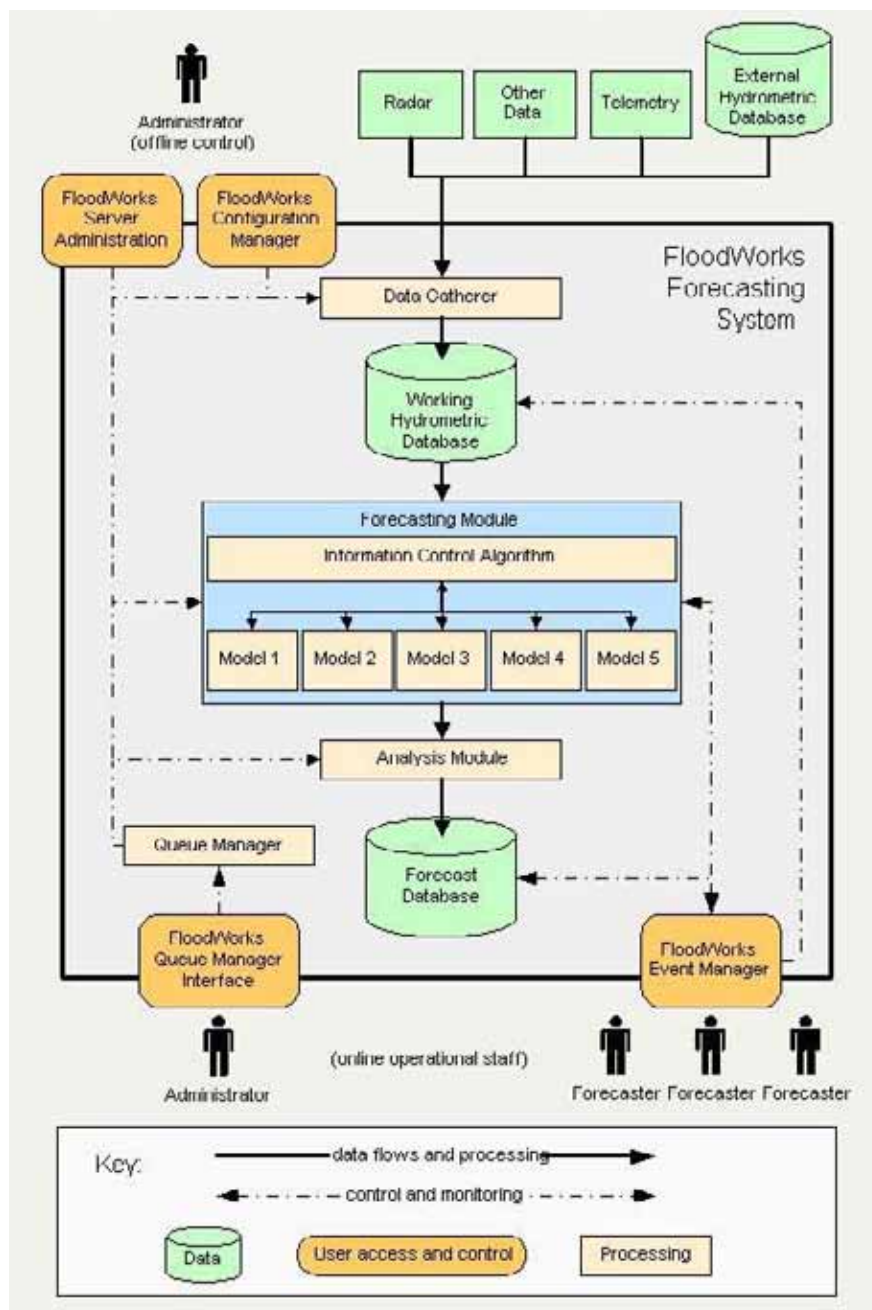 Radar
Other
Data
Telemetry
External
Hydrometric
Database
Administrator
(offline control)
FloodWorks
Server
Administration
FloodWorks
Configuration
Manager
FloodWorks
Forecasting
System
Data Gatherer
Working
Hydrometric
Database
Forecasting Module
Information Control Algorithm
Model 1
Model 2
Model 3
Model 4
Model 5
Analysis Module
Queue Manager
Forecast
Database
FloodWorks
Queue Manager
Interface
FloodWorks
Event Manager
(online operational staff)
Administrator
Forecaster
Forecaster
Forecaster
Key:
data flows and processing
control and monitoring
Data
User access and control
Processing